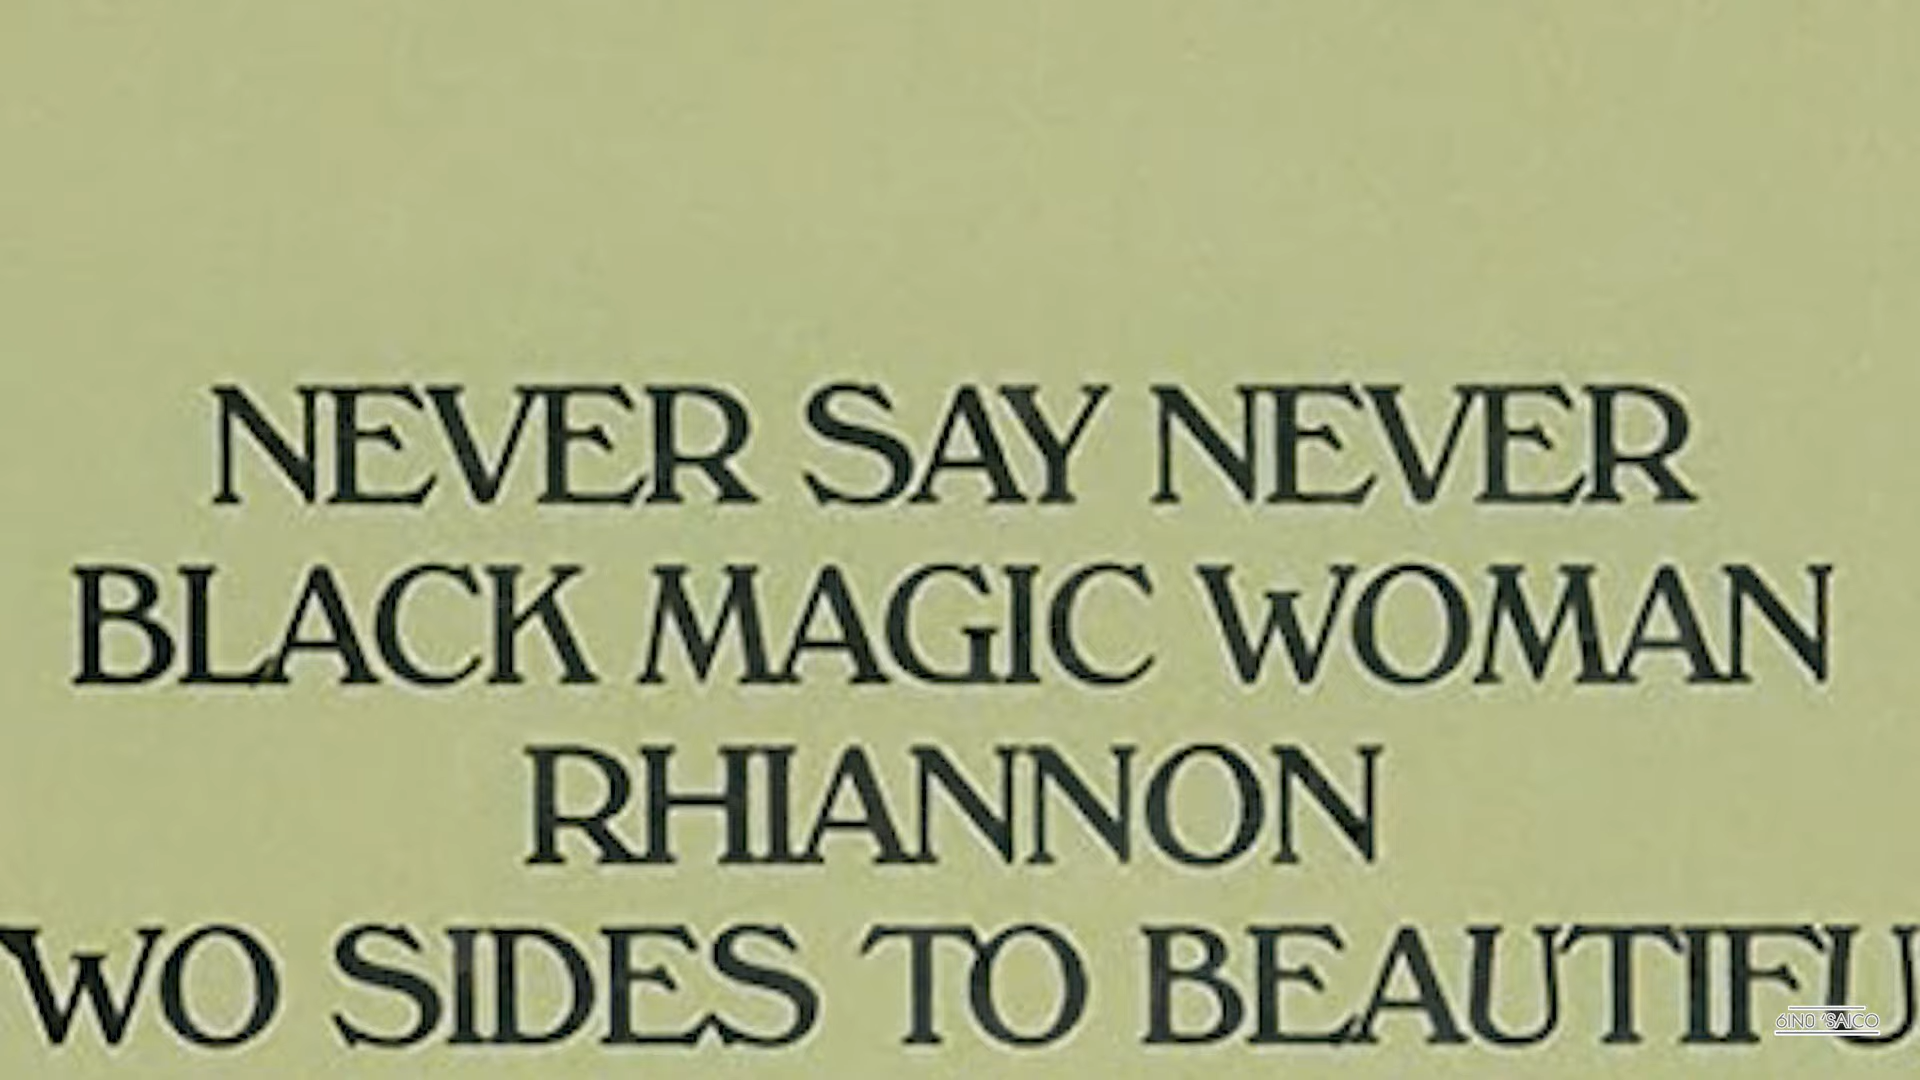 NEVER SAY NEVER
BLACK MAGIC WOMAN
RHIANNON
WO SIDES TO BEAUTIFU